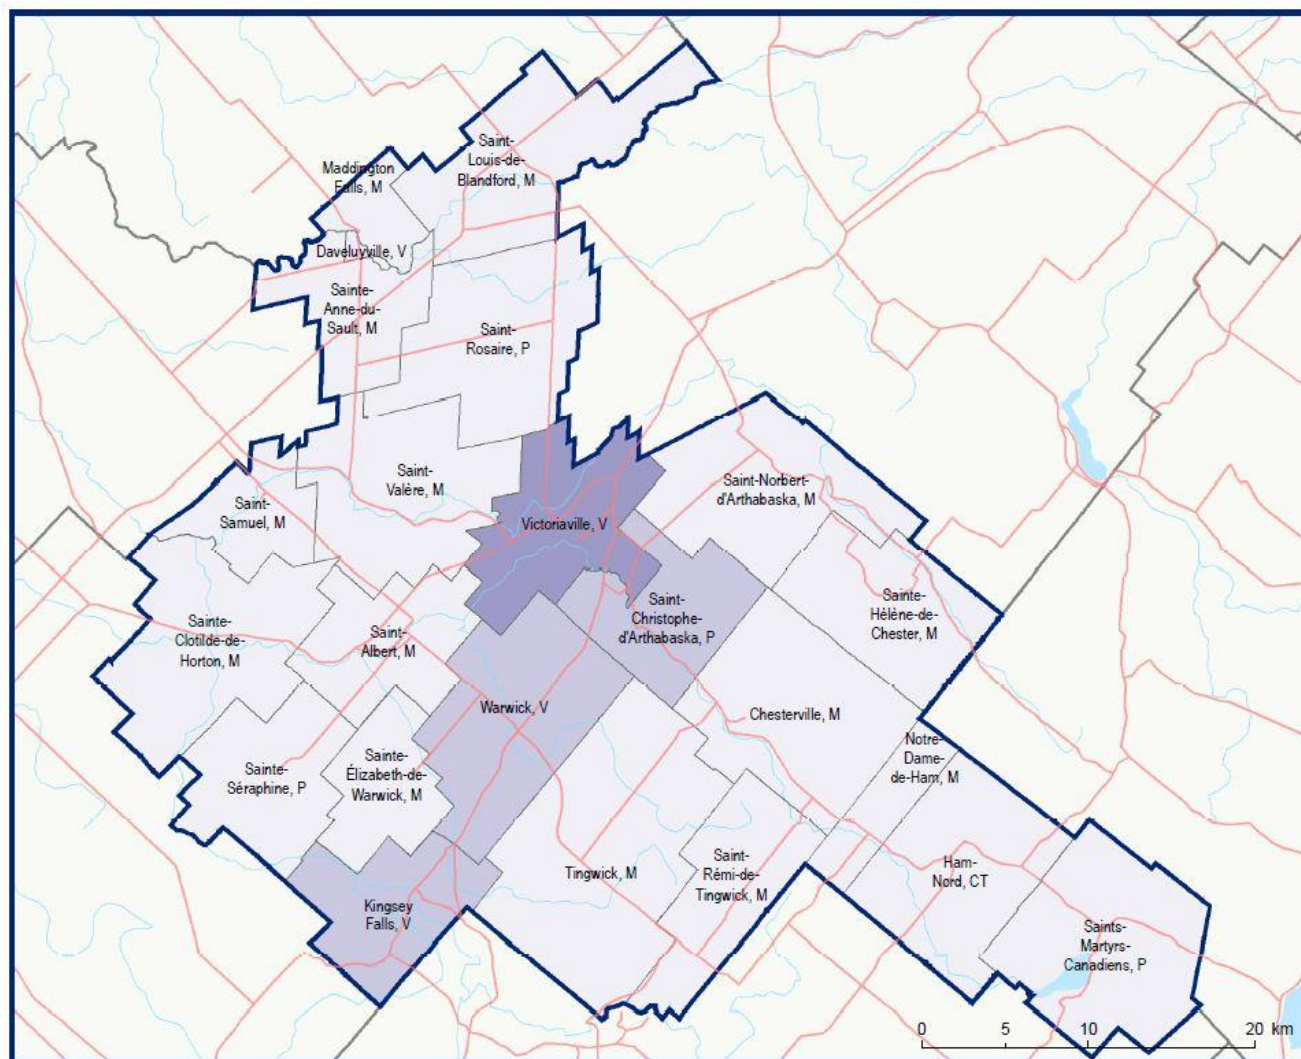 Saint-
Louis-de-
Blandford, M
Maddington
Falls, M
Daveluyville, V
Sainte-
Anne-du-
Sault, M
Saint-
Rosaire, P
Saint-
Valère, M
Saint-
Samuel, M
Saint-Norbert-
d'Arthabaska, M
Victoriaville, V
Sainte-
Hélène-de-
Chester, M
Saint-
Christophe-
d'Arthabaska, P
Sainte-
Clotilde-de-
Horton, M
Saint-
Albert, M
Warwick, V
Chesterville, M
Notre-
Dame-
de-Ham, M
Sainte-
Séraphine, P
Sainte-
Élizabeth-de-
Warwick, M
Tingwick, M
Saint-
Rémi-de-
Tingwick, M
Ham-
Nord, CT
Kingsey
Falls, V
Saints-
Martyrs-
Canadiens, P
0 5 10 20 km